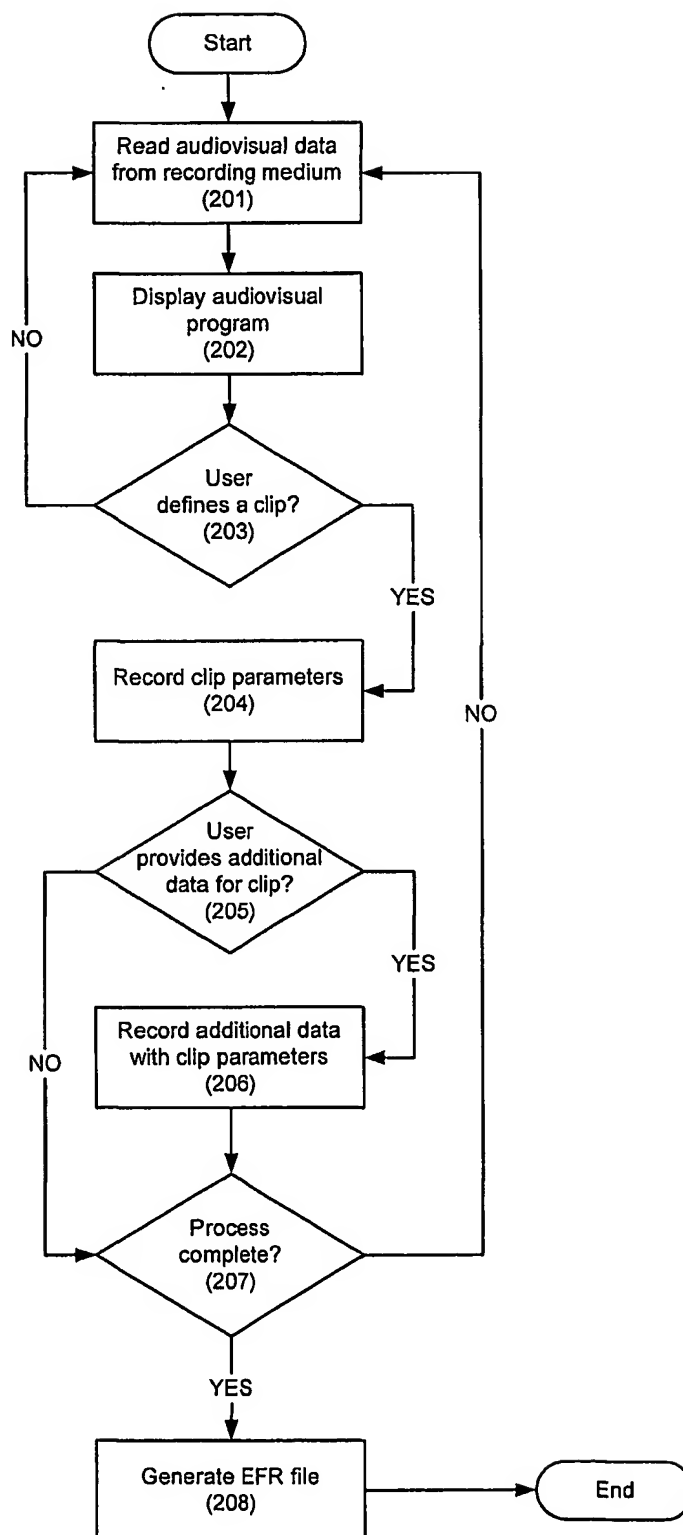 Start
Read audiovisual data
from recording medium
(201)
Display audiovisual
program
(202)
NO
User
defines a clip?
(203)
YES
Record clip parameters
(204)
NO
User
provides additional
data for clip?
(205)
YES
Record additional data
with clip parameters
(206)
NO
Process
complete?
(207)
YES
Generate EFR file
(208)
End